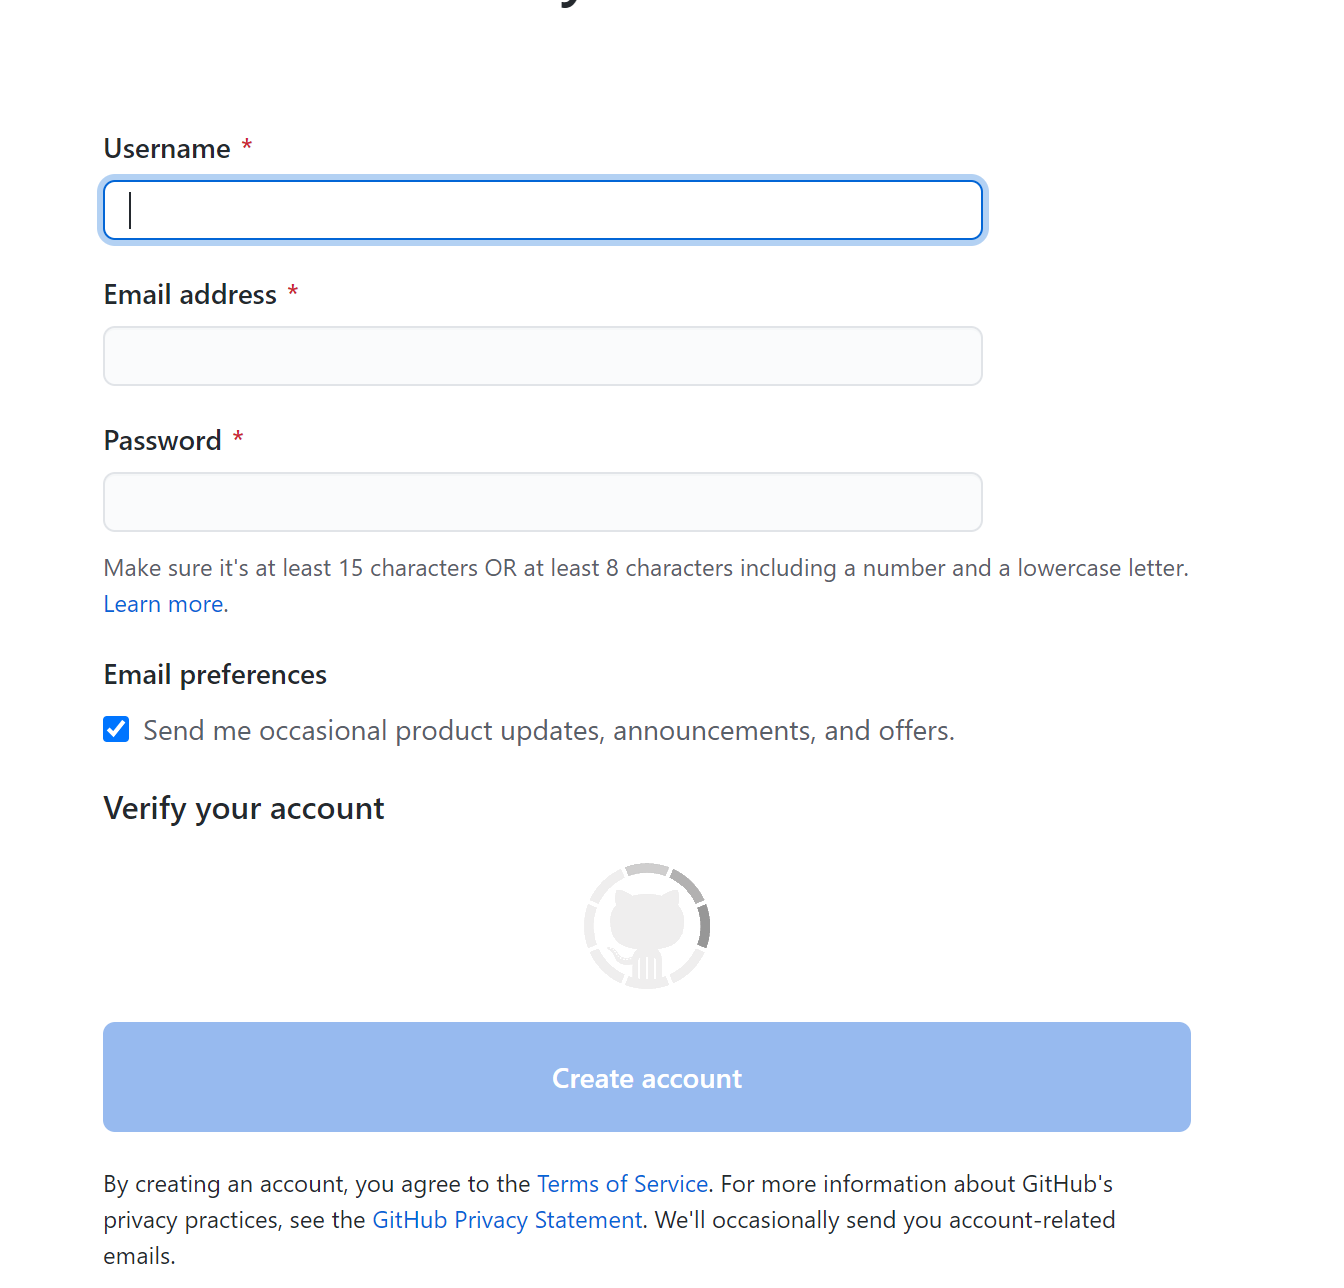 Username *
Email address *
Password *
Make sure it's at least 15 characters OR at least 8 characters including a number and a lowercase letter.
Learn more.
Email preferences
Send me occasional product updates, announcements, and offers.
Verify your account
Create account
By creating an account, you agree to the Terms of Service. For more information about GitHub's
privacy practices, see the GitHub Privacy Statement. We'll occasionally send you account-related
emails.